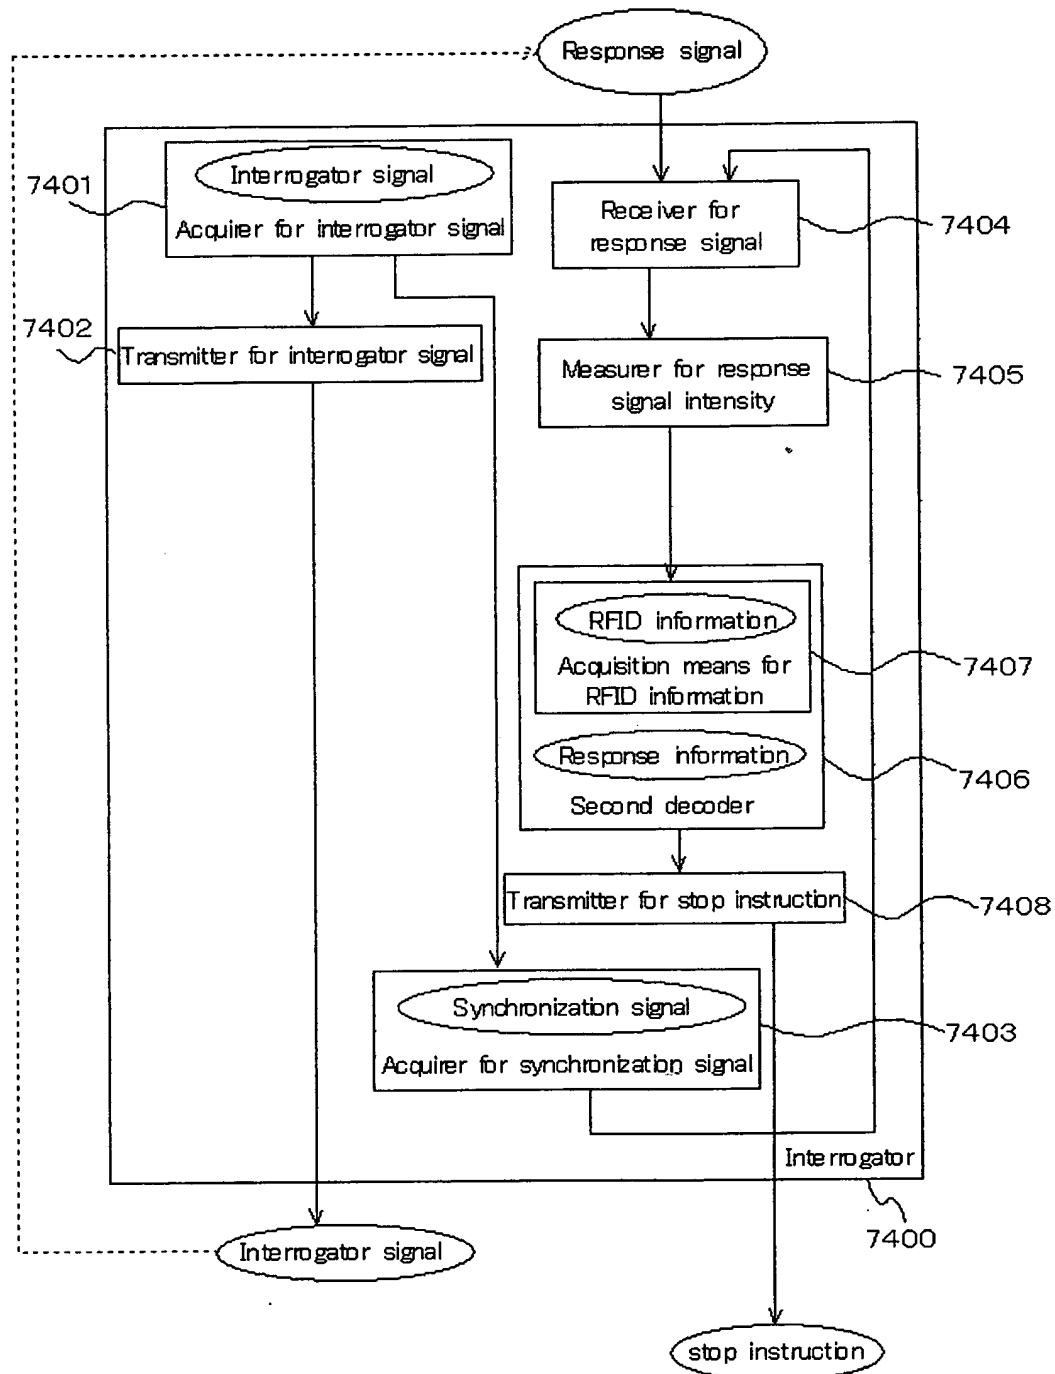 Response signal
7401
Interrogator signal
Acquirer for interrogator signal
Receiver for
response signal
7404
7402
Transmitter for interrogator signal
Measurer for response
signal intensity
7405
RFID information
Acquisition means for
RFID information
7407
Response information
Second decoder
7406
Transmitter for stop instruction
7408
Synchronization signal
Acquirer for synchronization signal
7403
Interrogator
7400
Interrogator signal
stop instruction